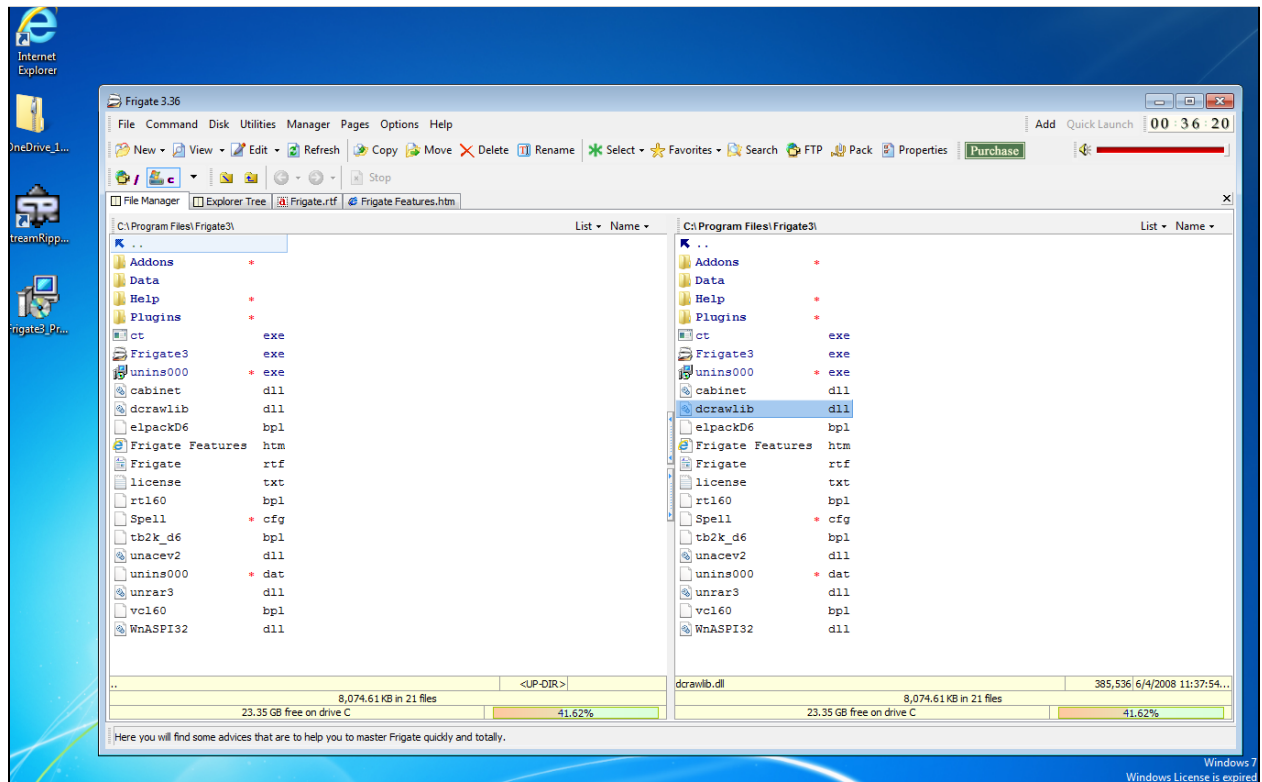 Internet
Explorer
OneDrive_1...
treamRipp...
Frigate3_Pr...
Frigate 3.36
File Command Disk Utilities Manager Pages Options Help
Add Quick Launch 00:36:20
New View Edit Refresh Copy Move Delete Rename Select Favorites Search FTP Pack Properties Purchase
/ c Stop
File Manager Explorer Tree Frigate.rtf Frigate Features.htm x
C:\Program Files\Frigate3\ List Name C:\Program Files\Frigate3\ List Name
.. ..
Addons * Addons *
Data Data
Help * Help *
Plugins * Plugins *
ct exe ct exe
Frigate3 exe Frigate3 exe
unins000 * exe unins000 * exe
cabinet dll cabinet dll
dcrawlib dll dcrawlib dll
elpackD6 bpl elpackD6 bpl
Frigate Features htm Frigate Features htm
Frigate rtf Frigate rtf
license txt license txt
rtl60 bpl rtl60 bpl
Spell * cfg Spell * cfg
tb2k_d6 bpl tb2k_d6 bpl
unacev2 dll unacev2 dll
unins000 * dat unins000 * dat
unrar3 dll unrar3 dll
vcl60 bpl vcl60 bpl
WnASPI32 dll WnASPI32 dll
.. <UP-DIR> dcrawlib.dll 385,536 6/4/2008 11:37:54...
8,074.61 KB in 21 files 8,074.61 KB in 21 files
23.35 GB free on drive C 41.62% 23.35 GB free on drive C 41.62%
Here you will find some advices that are to help you to master Frigate quickly and totally.
Windows 7
Windows License is expired